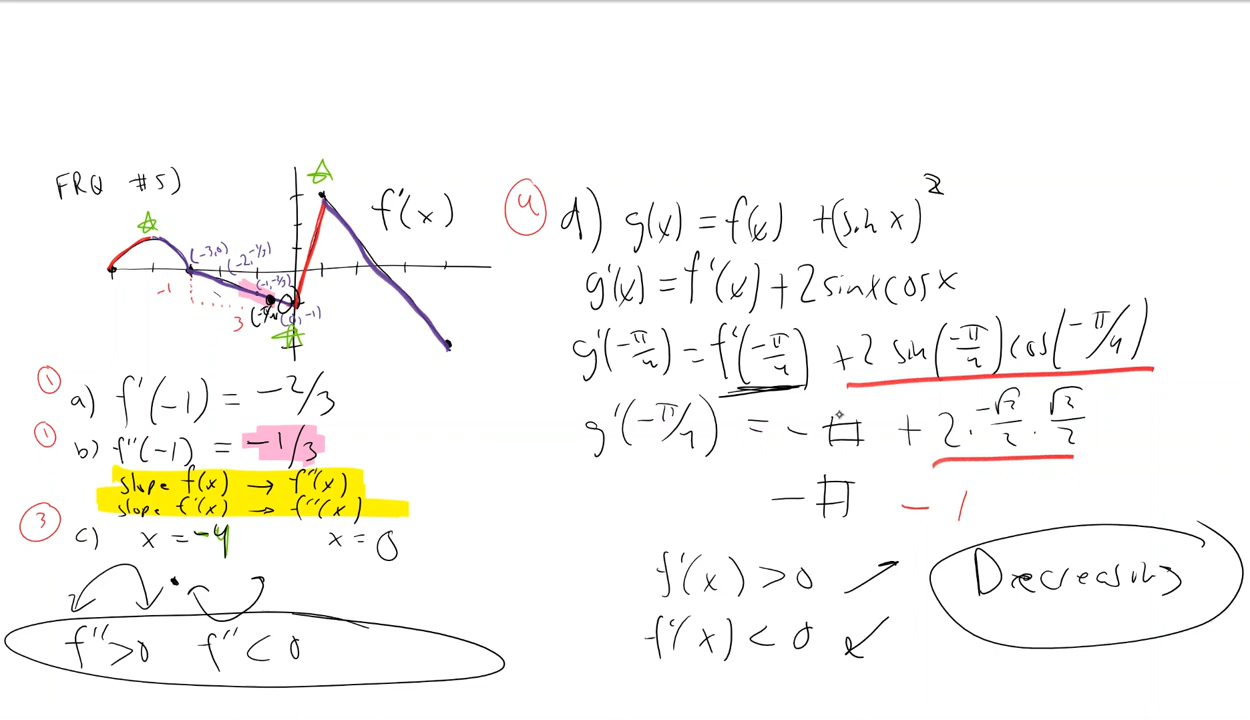 FRQ #5)
f'(x)
(-3,0)
(-2,-1/3)
(-1,-2/3)
(0,-1)
-1
3
① a) f'(-1) = -2/3
① b) f''(-1) = -1/3
slope f(x) → f''(x)
slope f'(x) → f'''(x)
③ c) x = -4 x = 0
f''>0 f''<0
④ d) g(x) = f(x) + (sin x)²
g'(x) = f'(x) + 2 sin x cos x
g'(-π/4) = f'(-π/4) + 2 sin(-π/4) cos(-π/4)
g'(-π/4) = - □ + 2 · -√2/2 · √2/2
- □ - 1
f'(x) > 0 ↗
f'(x) < 0 ↙
Decreasing